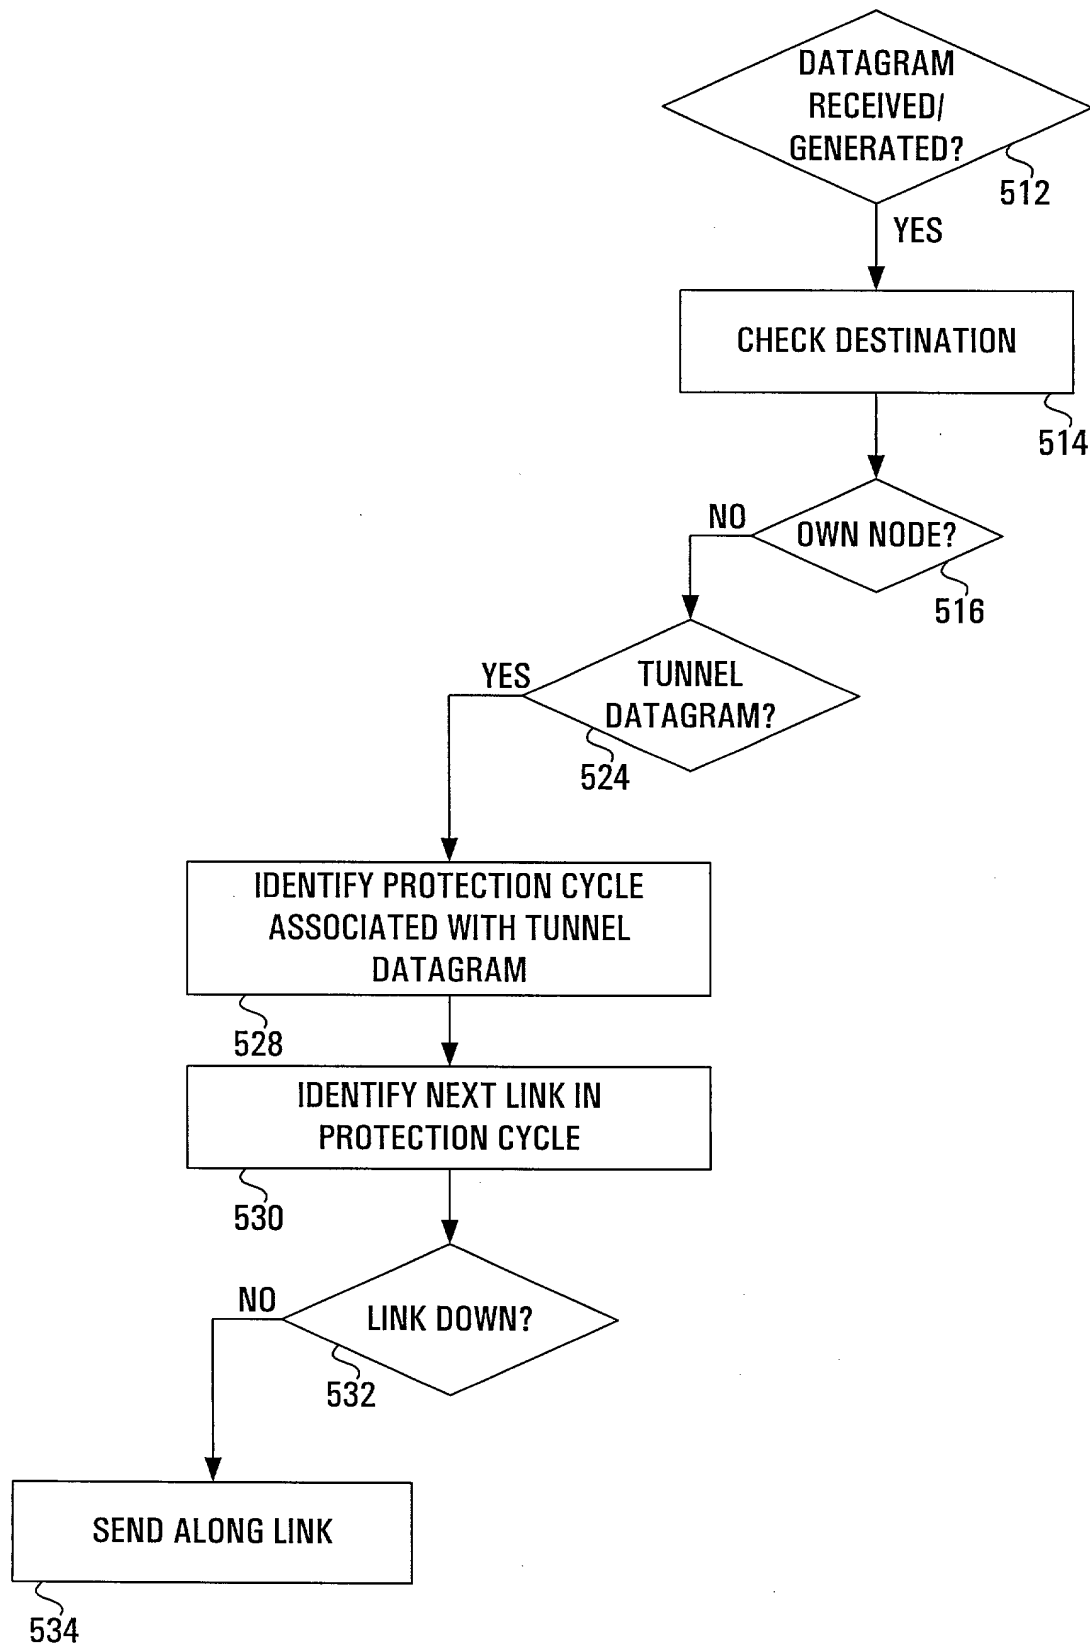 DATAGRAM
RECEIVED/
GENERATED?
512
YES
CHECK DESTINATION
514
NO
OWN NODE?
516
YES
TUNNEL
DATAGRAM?
524
IDENTIFY PROTECTION CYCLE
ASSOCIATED WITH TUNNEL
DATAGRAM
528
IDENTIFY NEXT LINK IN
PROTECTION CYCLE
530
NO
LINK DOWN?
532
SEND ALONG LINK
534